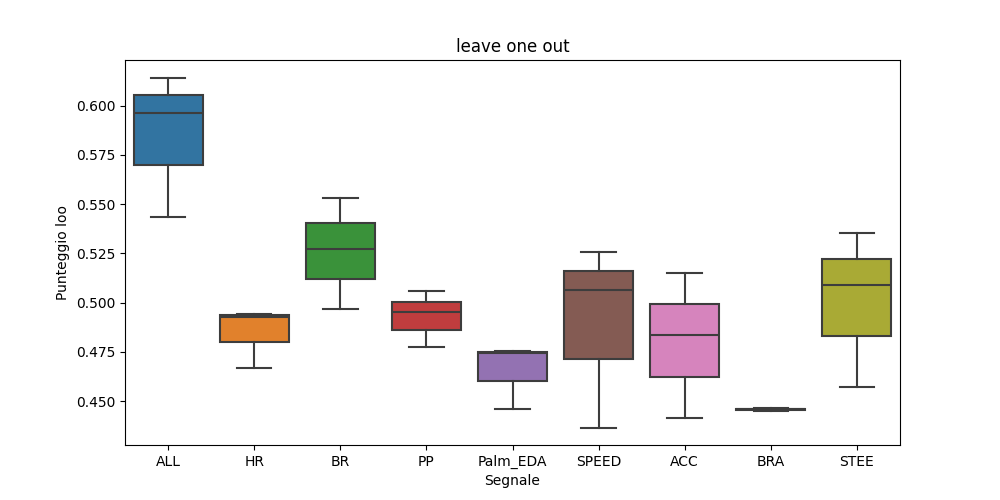 leave one out
Punteggio loo
0.600
0.575
0.550
0.525
0.500
0.475
0.450
ALL HR BR PP Palm_EDA SPEED ACC BRA STEE
Segnale